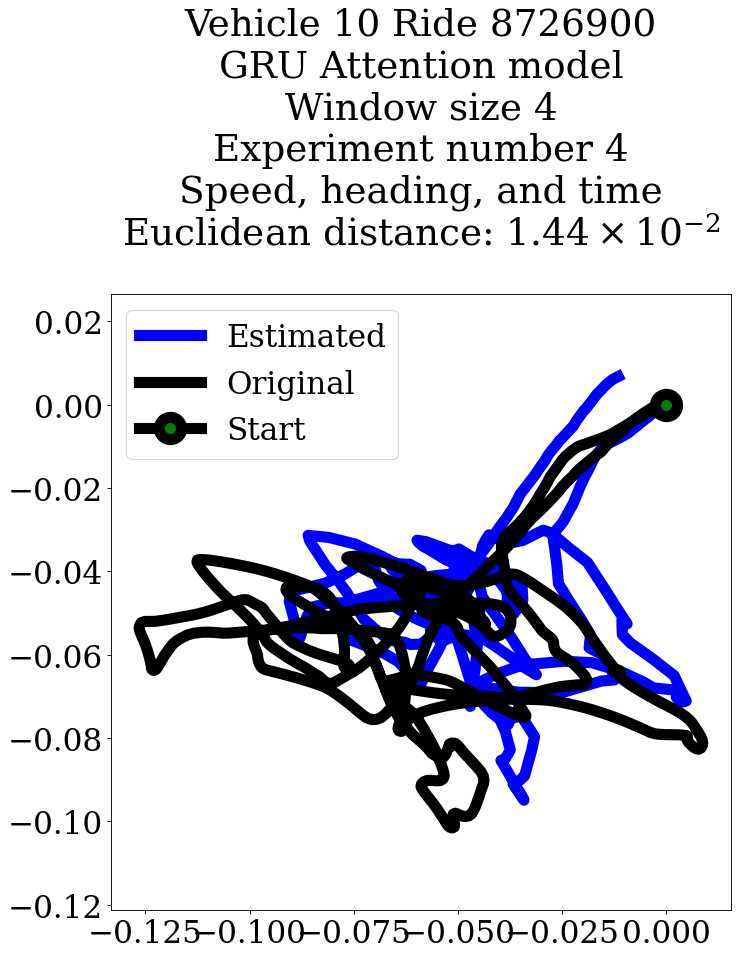 Vehicle 10 Ride 8726900
GRU Attention model
Window size 4
Experiment number 4
Speed, heading, and time
Euclidean distance: 1.44 × 10⁻²
Estimated
Original
Start
0.02
0.00
−0.02
−0.04
−0.06
−0.08
−0.10
−0.12
−0.125 −0.100 −0.075 −0.050 −0.025 0.000